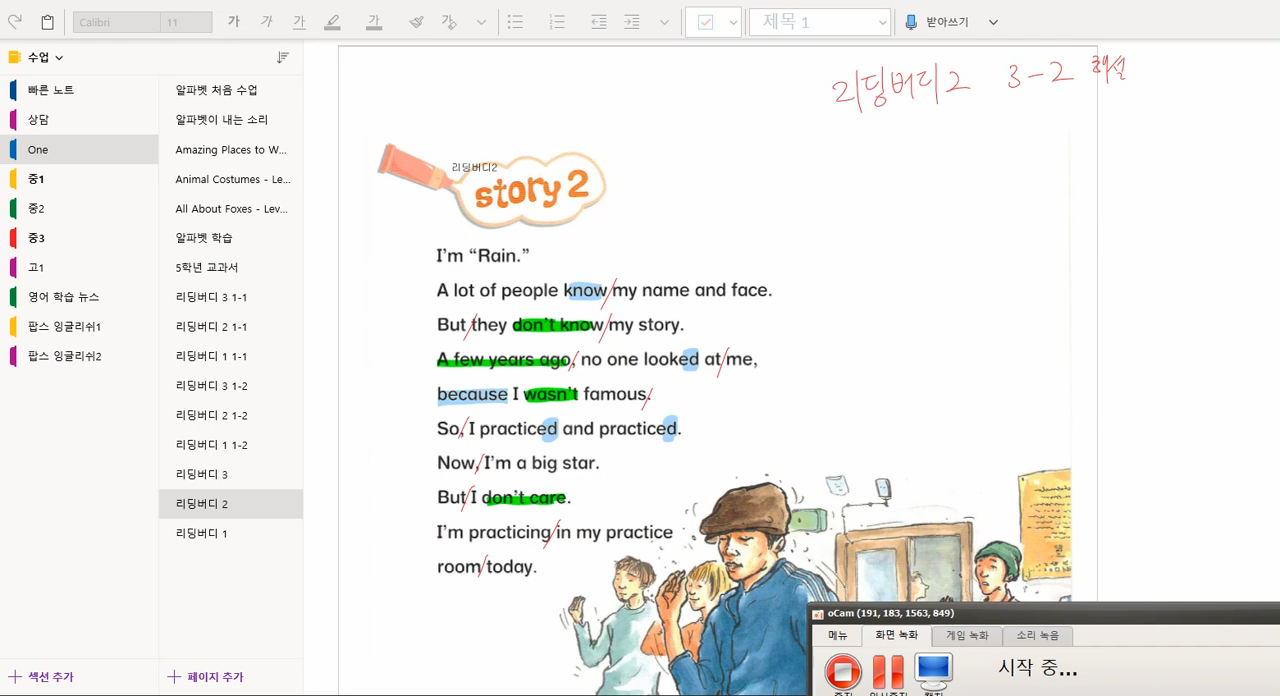 Calibri
11
가
가
가
가
가
제목 1
받아쓰기
수업
빠른 노트
상담
One
중1
중2
중3
고1
영어 학습 뉴스
팝스 잉글리쉬1
팝스 잉글리쉬2
섹션 추가
알파벳 처음 수업
알파벳이 내는 소리
Amazing Places to W...
Animal Costumes - Le...
All About Foxes - Lev...
알파벳 학습
5학년 교과서
리딩버디 3 1-1
리딩버디 2 1-1
리딩버디 1 1-1
리딩버디 3 1-2
리딩버디 2 1-2
리딩버디 1 1-2
리딩버디 3
리딩버디 2
리딩버디 1
페이지 추가
리딩버디2 3-2 해설
리딩버디2
story 2
I'm “Rain.”
A lot of people know my name and face.
But they don't know my story.
A few years ago, no one looked at me,
because I wasn't famous.
So, I practiced and practiced.
Now, I'm a big star.
But I don't care.
I'm practicing in my practice
room today.
oCam (191, 183, 1563, 849)
메뉴
화면 녹화
게임 녹화
소리 녹음
시작 중...